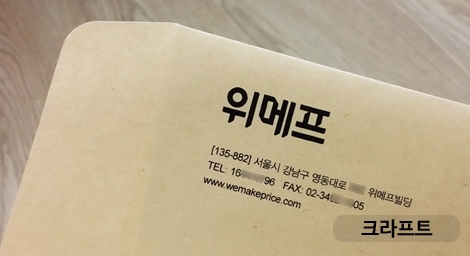 위메프
[135-882] 서울시 강남구 영동대로 위메프빌딩
TEL: 16 96 FAX: 02-34 05
www.wemakeprice.com
크라프트